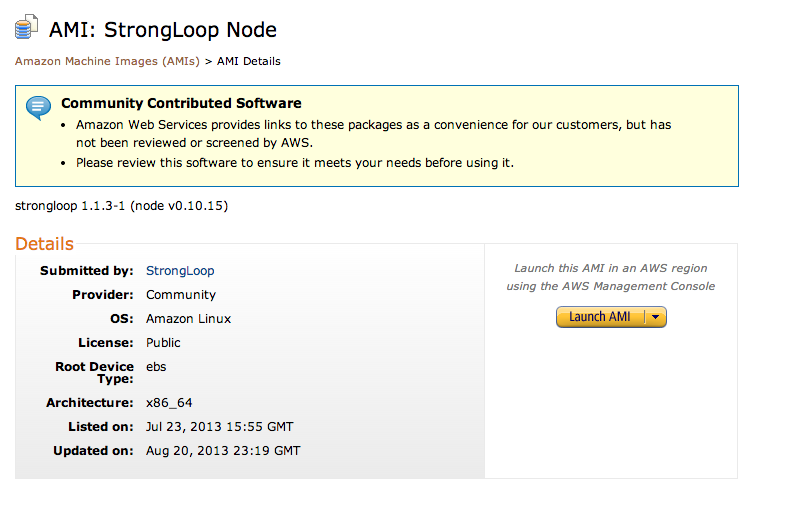 AMI: StrongLoop Node
Amazon Machine Images (AMIs) > AMI Details
Community Contributed Software
• Amazon Web Services provides links to these packages as a convenience for our customers, but has
not been reviewed or screened by AWS.
• Please review this software to ensure it meets your needs before using it.
strongloop 1.1.3-1 (node v0.10.15)
Details
Submitted by: StrongLoop
Provider: Community
OS: Amazon Linux
License: Public
Root Device Type: ebs
Architecture: x86_64
Listed on: Jul 23, 2013 15:55 GMT
Updated on: Aug 20, 2013 23:19 GMT
Launch this AMI in an AWS region
using the AWS Management Console
Launch AMI